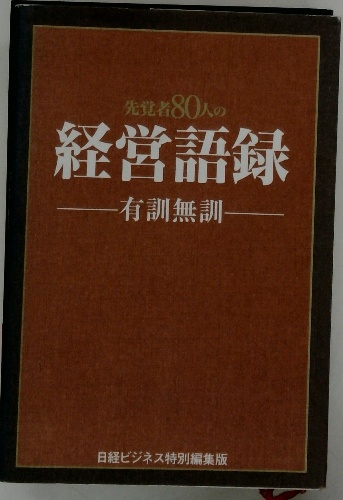 先覚者80人の
経営語録
有訓無訓
日経ビジネス特別編集版